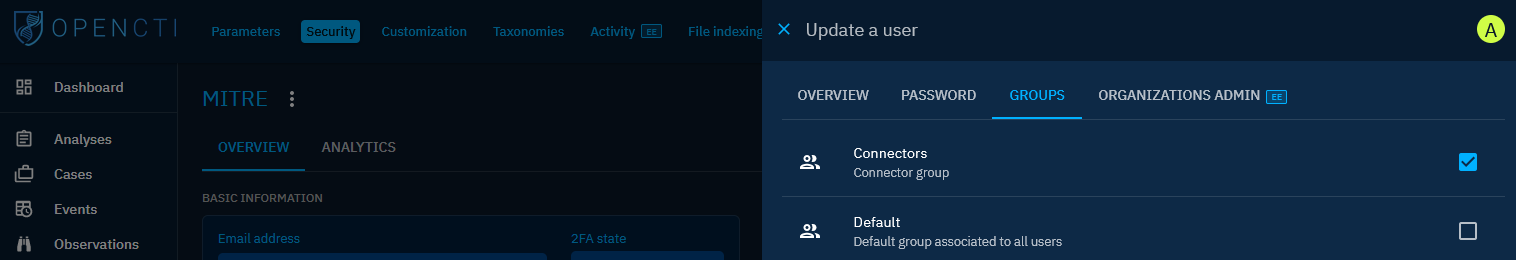 OPENCTI
Parameters Security Customization Taxonomies Activity EE File indexing
Update a user
A
Dashboard
Analyses
Cases
Events
Observations
MITRE
OVERVIEW ANALYTICS
BASIC INFORMATION
Email address 2FA state
OVERVIEW PASSWORD GROUPS ORGANIZATIONS ADMIN EE
Connectors
Connector group
Default
Default group associated to all users